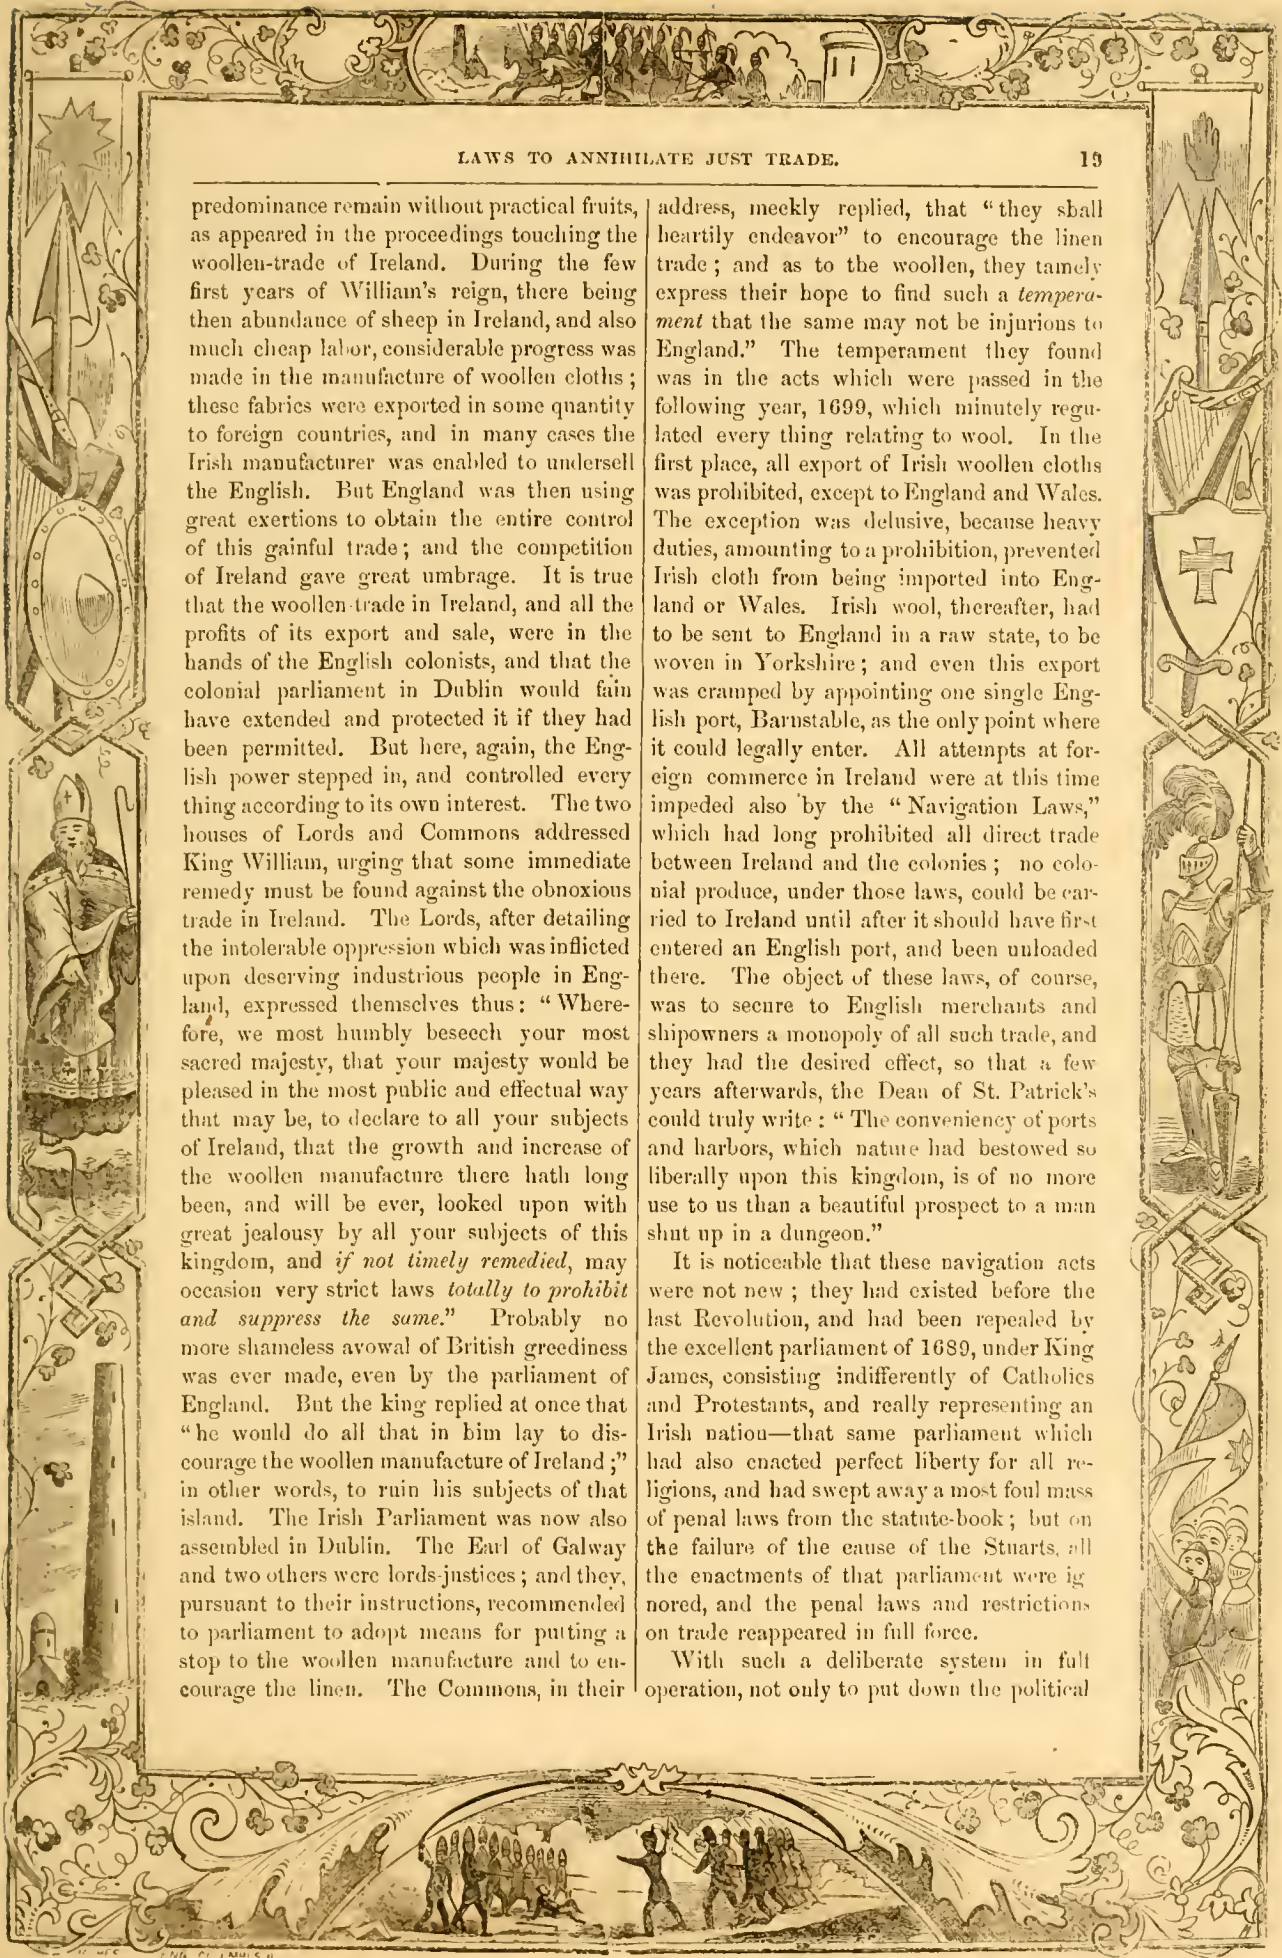 LAWS TO ANNIHILATE JUST TRADE. 19
predominance remain without practical fruits,
as appeared in the proceedings touching the
woollen-trade of Ireland. During the few
first years of William's reign, there being
then abundance of sheep in Ireland, and also
much cheap labor, considerable progress was
made in the manufacture of woollen cloths;
these fabrics were exported in some quantity
to foreign countries, and in many cases the
Irish manufacturer was enabled to undersell
the English. But England was then using
great exertions to obtain the entire control
of this gainful trade; and the competition
of Ireland gave great umbrage. It is true
that the woollen-trade in Ireland, and all the
profits of its export and sale, were in the
hands of the English colonists, and that the
colonial parliament in Dublin would fain
have extended and protected it if they had
been permitted. But here, again, the Eng-
lish power stepped in, and controlled every
thing according to its own interest. The two
houses of Lords and Commons addressed
King William, urging that some immediate
remedy must be found against the obnoxious
trade in Ireland. The Lords, after detailing
the intolerable oppression which was inflicted
upon deserving industrious people in Eng-
land, expressed themselves thus: "Where-
fore, we most humbly beseech your most
sacred majesty, that your majesty would be
pleased in the most public and effectual way
that may be, to declare to all your subjects
of Ireland, that the growth and increase of
the woollen manufacture there hath long
been, and will be ever, looked upon with
great jealousy by all your subjects of this
kingdom, and if not timely remedied, may
occasion very strict laws totally to prohibit
and suppress the same." Probably no
more shameless avowal of British greediness
was ever made, even by the parliament of
England. But the king replied at once that
"he would do all that in him lay to dis-
courage the woollen manufacture of Ireland;"
in other words, to ruin his subjects of that
island. The Irish Parliament was now also
assembled in Dublin. The Earl of Galway
and two others were lords-justices; and they,
pursuant to their instructions, recommended
to parliament to adopt means for putting a
stop to the woollen manufacture and to en-
courage the linen. The Commons, in their
address, meekly replied, that "they shall
heartily endeavor" to encourage the linen
trade; and as to the woollen, they tamely
express their hope to find such a tempera-
ment that the same may not be injurious to
England." The temperament they found
was in the acts which were passed in the
following year, 1699, which minutely regu-
lated every thing relating to wool. In the
first place, all export of Irish woollen cloths
was prohibited, except to England and Wales.
The exception was delusive, because heavy
duties, amounting to a prohibition, prevented
Irish cloth from being imported into Eng-
land or Wales. Irish wool, thereafter, had
to be sent to England in a raw state, to be
woven in Yorkshire; and even this export
was cramped by appointing one single Eng-
lish port, Barnstable, as the only point where
it could legally enter. All attempts at for-
eign commerce in Ireland were at this time
impeded also by the "Navigation Laws,"
which had long prohibited all direct trade
between Ireland and the colonies; no colo-
nial produce, under those laws, could be car-
ried to Ireland until after it should have first
entered an English port, and been unloaded
there. The object of these laws, of course,
was to secure to English merchants and
shipowners a monopoly of all such trade, and
they had the desired effect, so that a few
years afterwards, the Dean of St. Patrick's
could truly write: "The conveniency of ports
and harbors, which nature had bestowed so
liberally upon this kingdom, is of no more
use to us than a beautiful prospect to a man
shut up in a dungeon."
It is noticeable that these navigation acts
were not new; they had existed before the
last Revolution, and had been repealed by
the excellent parliament of 1689, under King
James, consisting indifferently of Catholics
and Protestants, and really representing an
Irish nation—that same parliament which
had also enacted perfect liberty for all re-
ligions, and had swept away a most foul mass
of penal laws from the statute-book; but on
the failure of the cause of the Stuarts, all
the enactments of that parliament were ig
nored, and the penal laws and restrictions
on trade reappeared in full force.
With such a deliberate system in full
operation, not only to put down the political